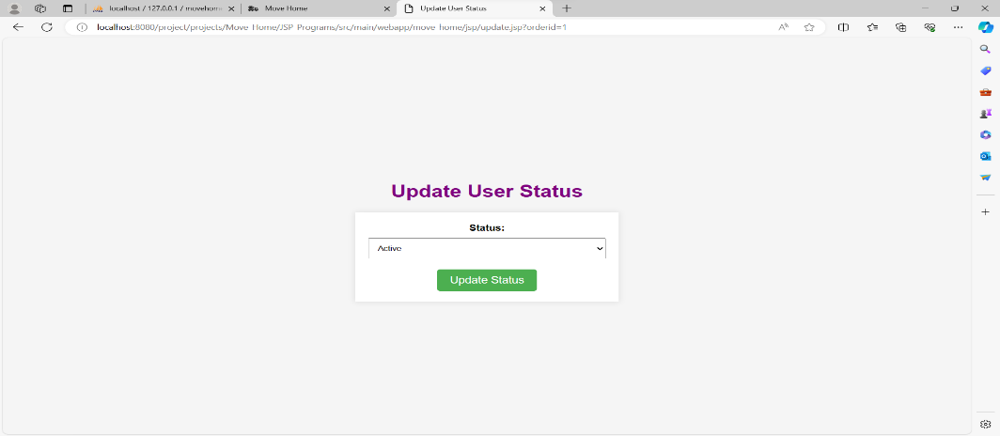 localhost / 127.0.0.1 / movehom
Move Home
Update User Status
localhost:8080/project/projects/Move Home/JSP Programs/src/main/webapp/move home/jsp/update.jsp?orderid=1
Update User Status
Status:
Active
Update Status